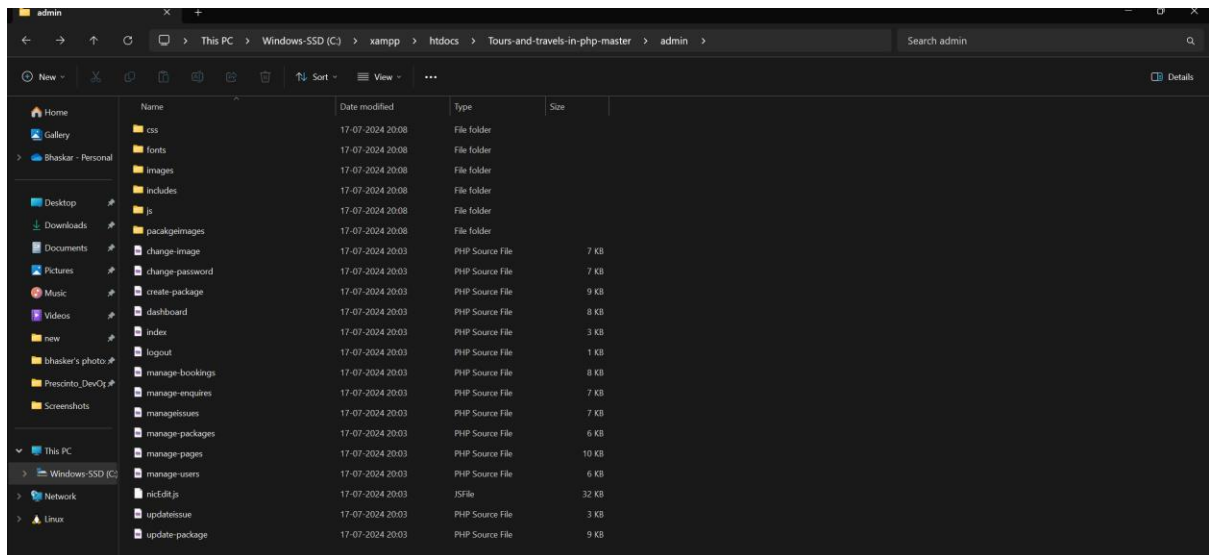 admin
This PC > Windows-SSD (C:) > xampp > htdocs > Tours-and-travels-in-php-master > admin >
Search admin
New Sort View ... Details
Home
Gallery
Bhaskar - Personal
Desktop
Downloads
Documents
Pictures
Music
Videos
new
bhasker's photo
Prescinto_DevOp
Screenshots
This PC
Windows-SSD (C:)
Network
Linux
Name Date modified Type Size
css 17-07-2024 20:08 File folder
fonts 17-07-2024 20:08 File folder
images 17-07-2024 20:08 File folder
includes 17-07-2024 20:08 File folder
js 17-07-2024 20:08 File folder
pacakgeimages 17-07-2024 20:08 File folder
change-image 17-07-2024 20:03 PHP Source File 7 KB
change-password 17-07-2024 20:03 PHP Source File 7 KB
create-package 17-07-2024 20:03 PHP Source File 9 KB
dashboard 17-07-2024 20:03 PHP Source File 8 KB
index 17-07-2024 20:03 PHP Source File 3 KB
logout 17-07-2024 20:03 PHP Source File 1 KB
manage-bookings 17-07-2024 20:03 PHP Source File 8 KB
manage-enquires 17-07-2024 20:03 PHP Source File 7 KB
manageissues 17-07-2024 20:03 PHP Source File 7 KB
manage-packages 17-07-2024 20:03 PHP Source File 6 KB
manage-pages 17-07-2024 20:03 PHP Source File 10 KB
manage-users 17-07-2024 20:03 PHP Source File 6 KB
nicEdit.js 17-07-2024 20:03 JSFile 32 KB
updateissue 17-07-2024 20:03 PHP Source File 3 KB
update-package 17-07-2024 20:03 PHP Source File 9 KB